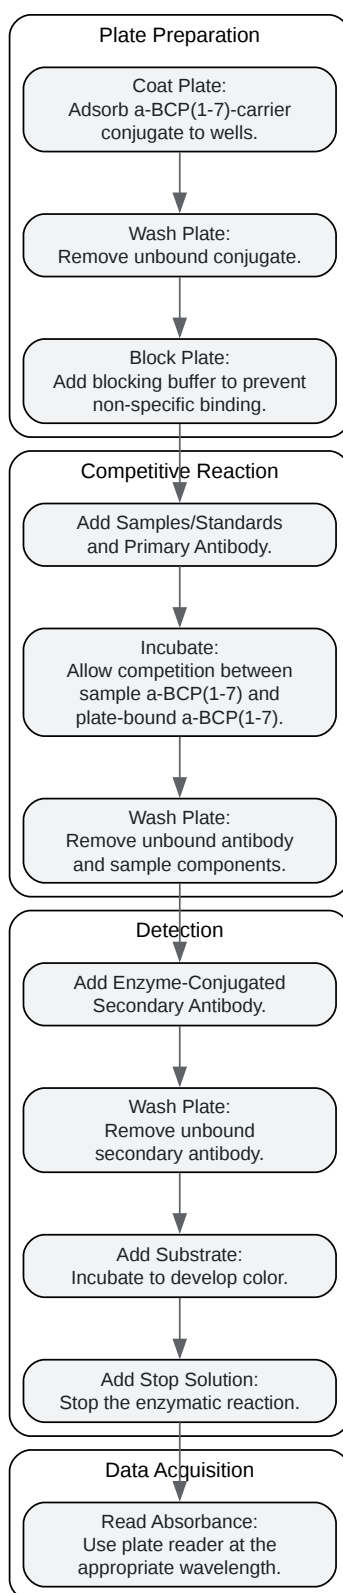 Plate Preparation
Coat Plate:
Adsorb a-BCP(1-7)-carrier
conjugate to wells.
Wash Plate:
Remove unbound conjugate.
Block Plate:
Add blocking buffer to prevent
non-specific binding.
Competitive Reaction
Add Samples/Standards
and Primary Antibody.
Incubate:
Allow competition between
sample a-BCP(1-7) and
plate-bound a-BCP(1-7).
Wash Plate:
Remove unbound antibody
and sample components.
Detection
Add Enzyme-Conjugated
Secondary Antibody.
Wash Plate:
Remove unbound
secondary antibody.
Add Substrate:
Incubate to develop color.
Add Stop Solution:
Stop the enzymatic reaction.
Data Acquisition
Read Absorbance:
Use plate reader at the
appropriate wavelength.